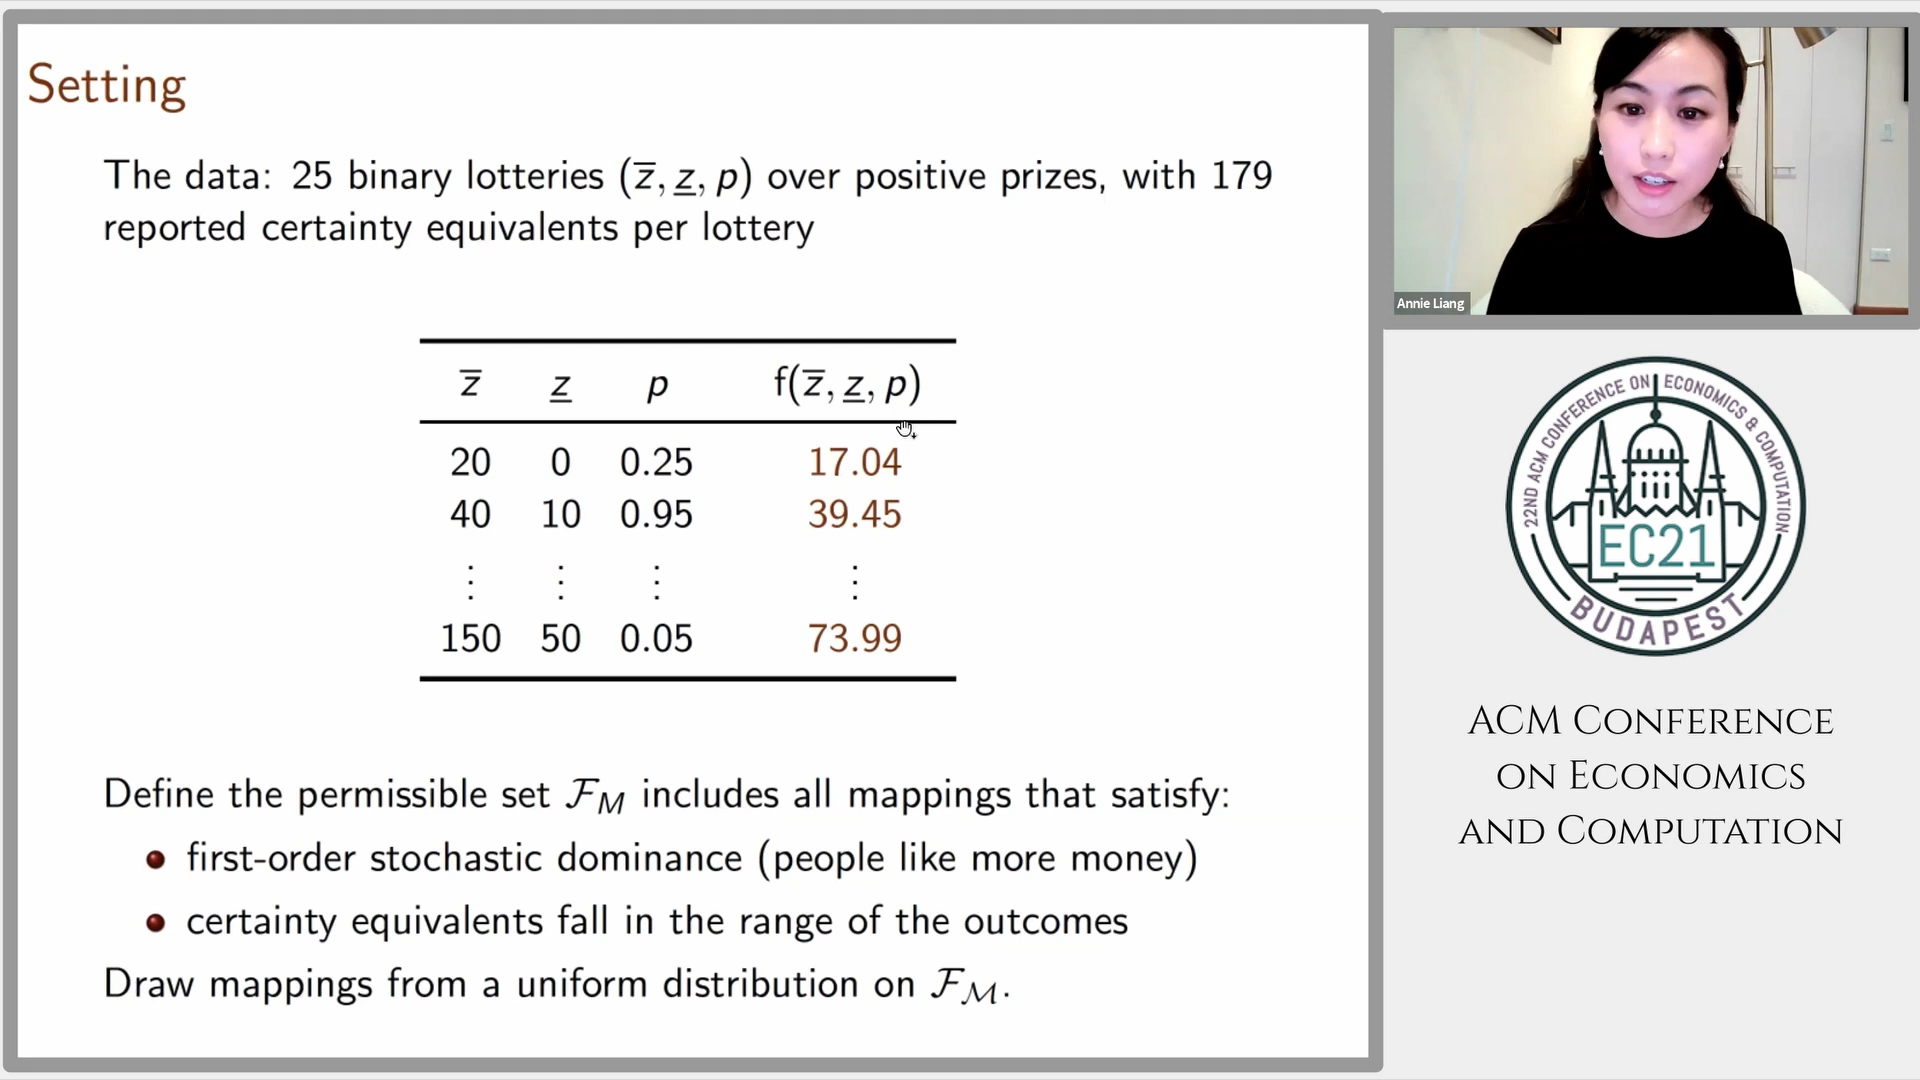 Setting
The data: 25 binary lotteries (z̅, z̲, p) over positive prizes, with 179
reported certainty equivalents per lottery
z̅ z̲ p f(z̅, z̲, p)
20 0 0.25 17.04
40 10 0.95 39.45
⋮ ⋮ ⋮ ⋮
150 50 0.05 73.99
Define the permissible set ℱ_M includes all mappings that satisfy:
• first-order stochastic dominance (people like more money)
• certainty equivalents fall in the range of the outcomes
Draw mappings from a uniform distribution on ℱ_ℳ.
Annie Liang
22ND ACM CONFERENCE ON ECONOMICS & COMPUTATION
EC21
BUDAPEST
ACM Conference
on Economics
and Computation